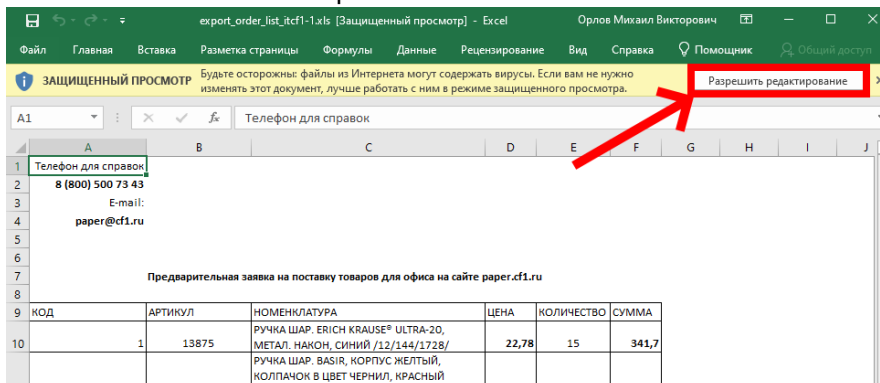 export_order_list_itcf1-1.xls [Защищенный просмотр] - Excel Орлов Михаил Викторович
Файл Главная Вставка Разметка страницы Формулы Данные Рецензирование Вид Справка Помощник Общий доступ
ЗАЩИЩЕННЫЙ ПРОСМОТР Будьте осторожны: файлы из Интернета могут содержать вирусы. Если вам не нужно Разрешить редактирование
изменять этот документ, лучше работать с ним в режиме защищенного просмотра.
A1 fx Телефон для справок
A B C D E F G H I J
1 Телефон для справок
2 8 (800) 500 73 43
3 E-mail:
4 paper@cf1.ru
5
6
7 Предварительная заявка на поставку товаров для офиса на сайте paper.cf1.ru
8
9 КОД АРТИКУЛ НОМЕНКЛАТУРА ЦЕНА КОЛИЧЕСТВО СУММА
РУЧКА ШАР. ERICH KRAUSE® ULTRA-20,
10 1 13875 МЕТАЛ. НАКОН, СИНИЙ /12/144/1728/ 22,78 15 341,7
РУЧКА ШАР. BASIR, КОРПУС ЖЕЛТЫЙ,
КОЛПАЧОК В ЦВЕТ ЧЕРНИЛ, КРАСНЫЙ